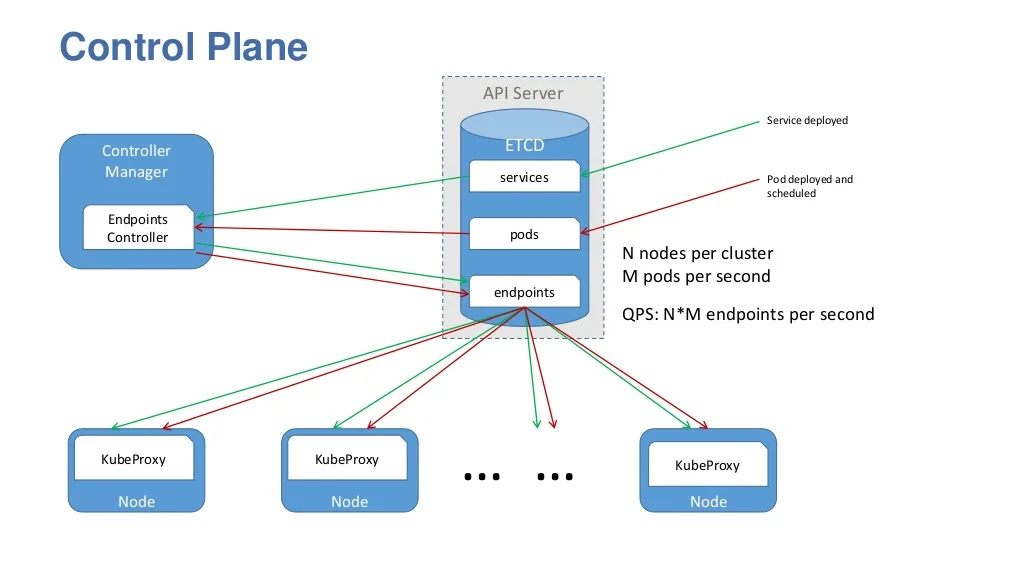 Control Plane
API Server
ETCD
services
pods
endpoints
Service deployed
Pod deployed and
scheduled
Controller
Manager
Endpoints
Controller
N nodes per cluster
M pods per second
QPS: N*M endpoints per second
KubeProxy
Node
KubeProxy
Node
... ...
KubeProxy
Node